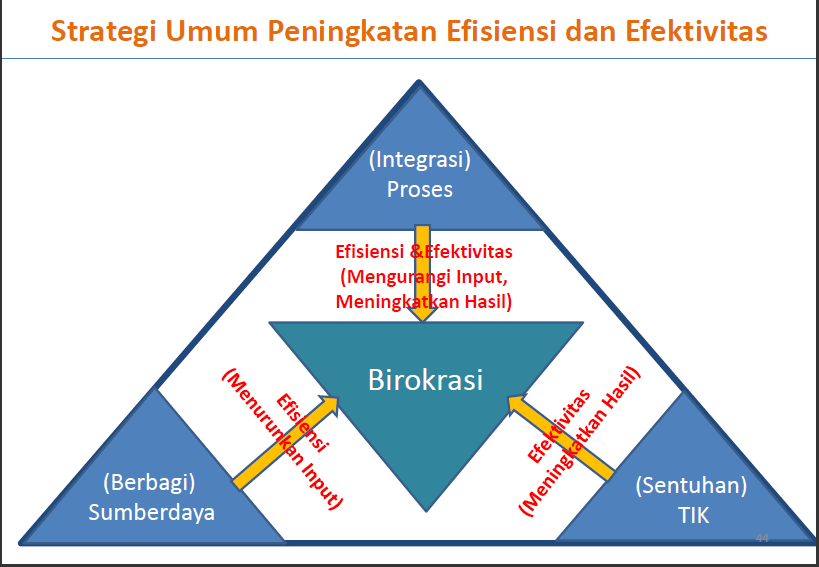 Strategi Umum Peningkatan Efisiensi dan Efektivitas
(Integrasi)
Proses
Efisiensi &Efektivitas
(Mengurangi Input,
Meningkatkan Hasil)
Birokrasi
Efisiensi
(Menurunkan Input)
Efektivitas
(Meningkatkan Hasil)
(Berbagi)
Sumberdaya
(Sentuhan)
TIK
44